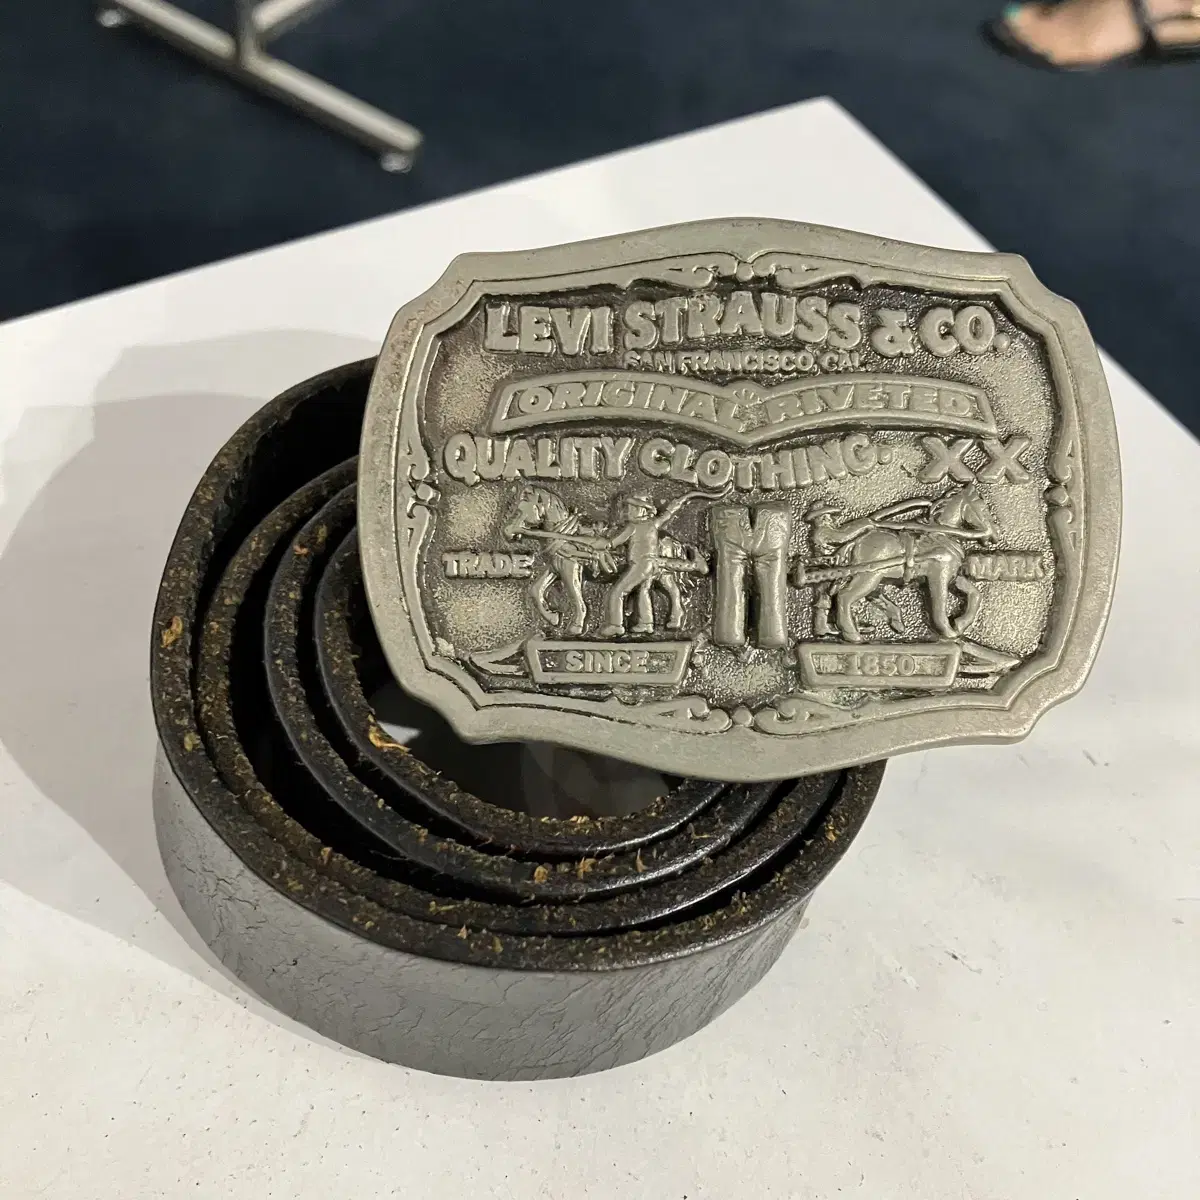 LEVI STRAUSS & CO.
SAN FRANCISCO, CAL.
ORIGINAL RIVETED
QUALITY CLOTHING. XX
TRADE MARK
SINCE 1850